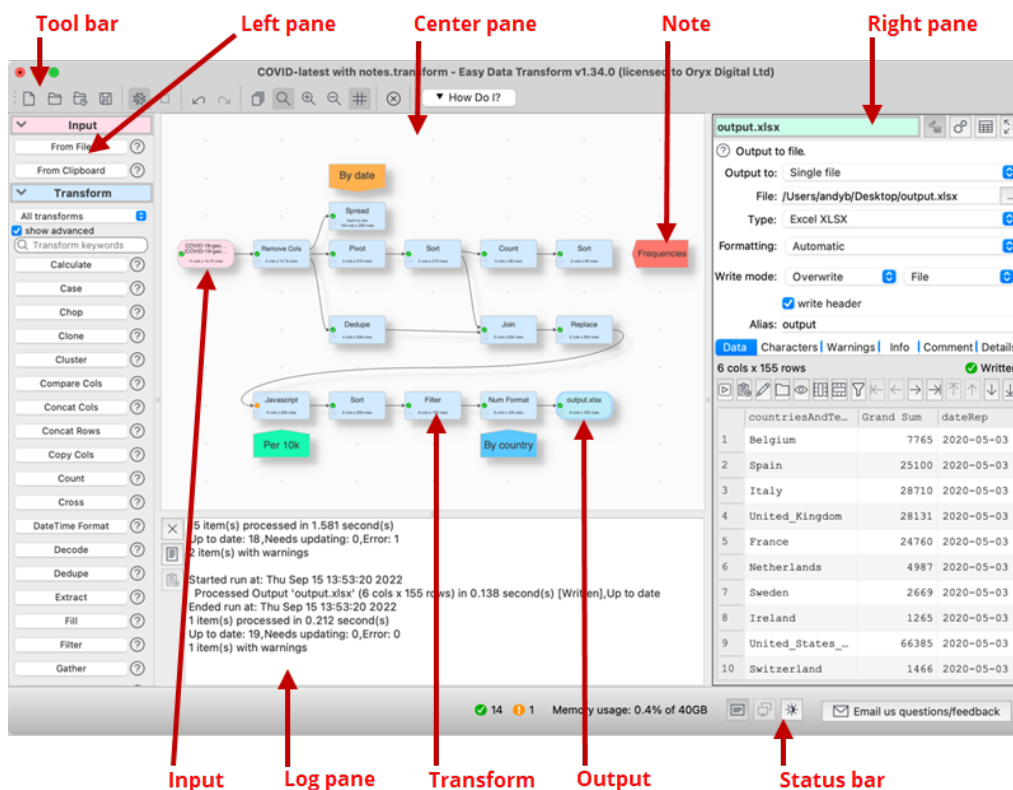 Tool bar
Left pane
Center pane
Note
Right pane
COVID-latest with notes.transform - Easy Data Transform v1.34.0 (licensed to Oryx Digital Ltd)
▼ How Do I?
Input
From File
From Clipboard
Transform
All transforms
show advanced
Transform keywords
Calculate
Case
Chop
Clone
Cluster
Compare Cols
Concat Cols
Concat Rows
Copy Cols
Count
Cross
DateTime Format
Decode
Dedupe
Extract
Fill
Filter
Gather
By date
Spread
COVID-19-geo...
Remove Cols
Pivot
Sort
Count
Sort
Frequencies
Dedupe
Join
Replace
Javascript
Sort
Filter
Num Format
output.xlsx
Per 10k
By country
5 item(s) processed in 1.581 second(s)
Up to date: 18,Needs updating: 0,Error: 1
2 item(s) with warnings
Started run at: Thu Sep 15 13:53:20 2022
Processed Output 'output.xlsx' (6 cols x 155 rows) in 0.138 second(s) [Written],Up to date
Ended run at: Thu Sep 15 13:53:20 2022
1 item(s) processed in 0.212 second(s)
Up to date: 19,Needs updating: 0,Error: 0
1 item(s) with warnings
output.xlsx
Output to file.
Output to: Single file
File: /Users/andyb/Desktop/output.xlsx ...
Type: Excel XLSX
Formatting: Automatic
Write mode: Overwrite File
write header
Alias: output
Data Characters Warnings Info Comment Details
6 cols x 155 rows Written
countriesAndTe... Grand Sum dateRep
1 Belgium 7765 2020-05-03
2 Spain 25100 2020-05-03
3 Italy 28710 2020-05-03
4 United_Kingdom 28131 2020-05-03
5 France 24760 2020-05-03
6 Netherlands 4987 2020-05-03
7 Sweden 2669 2020-05-03
8 Ireland 1265 2020-05-03
9 United_States_... 66385 2020-05-03
10 Switzerland 1466 2020-05-03
14 1 Memory usage: 0.4% of 40GB
Email us questions/feedback
Input
Log pane
Transform
Output
Status bar